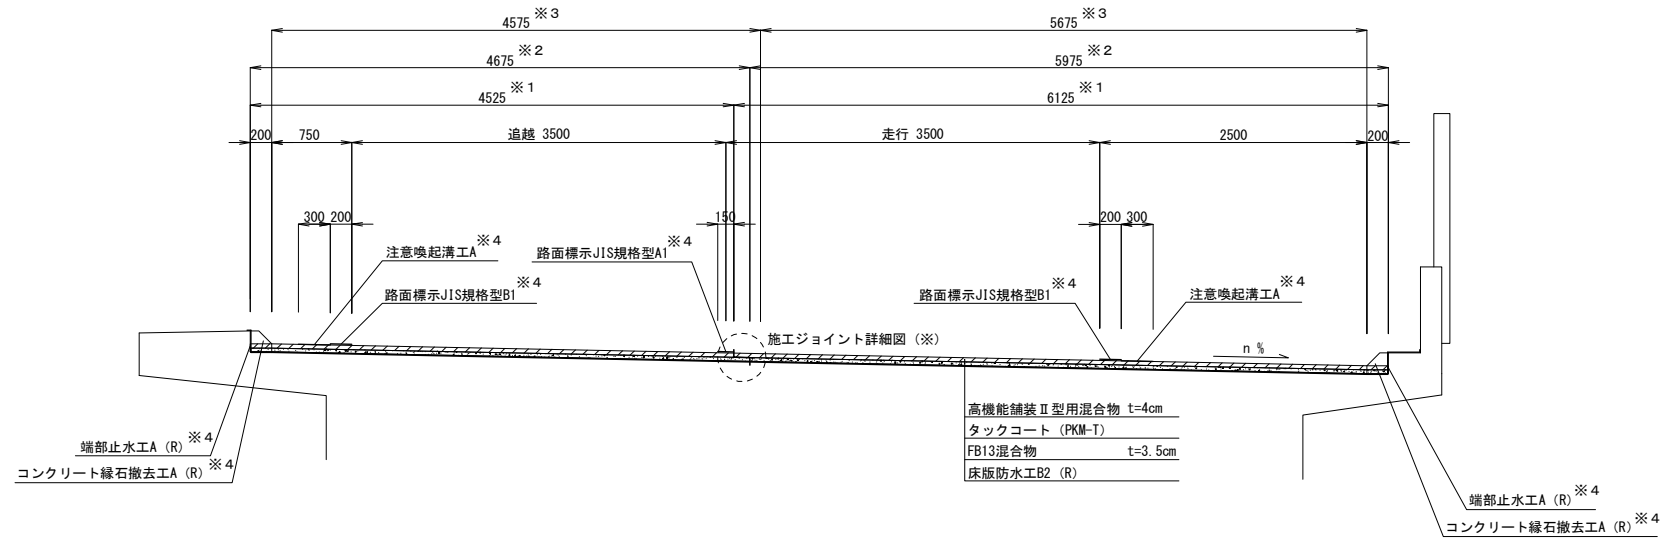 4575※3
5675※3
4675※2
5975※2
4525※1
6125※1
200
750
追越 3500
走行 3500
2500
200
300
200
150
200
300
注意喚起溝工A※4
路面標示JIS規格型A1※4
路面標示JIS規格型B1※4
路面標示JIS規格型B1※4
注意喚起溝工A※4
施工ジョイント詳細図(※)
n %
高機能舗装Ⅱ型用混合物 t=4cm
タックコート(PKM-T)
FB13混合物 t=3.5cm
床版防水工B2(R)
端部止水工A(R)※4
コンクリート縁石撤去工A(R)※4
端部止水工A(R)※4
コンクリート縁石撤去工A(R)※4